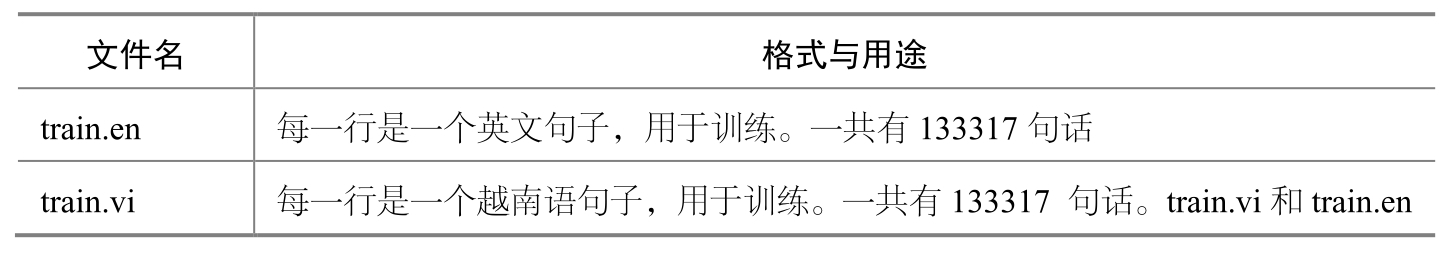 文件名 格式与用途
train.en 每一行是一个英文句子，用于训练。一共有 133317 句话
train.vi 每一行是一个越南语句子，用于训练。一共有 133317 句话。train.vi 和 train.en